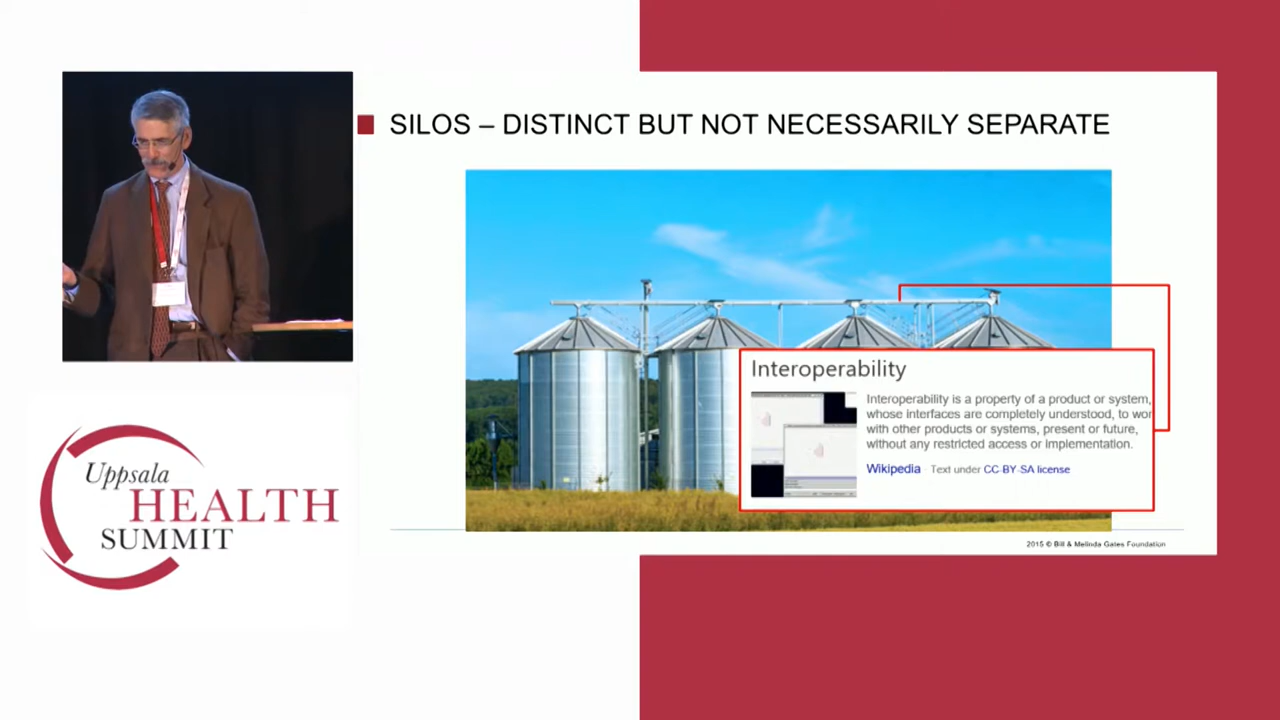 SILOS – DISTINCT BUT NOT NECESSARILY SEPARATE
Interoperability
Interoperability is a property of a product or system,
whose interfaces are completely understood, to wor
with other products or systems, present or future,
without any restricted access or implementation.
Wikipedia · Text under CC-BY-SA license
2015 © Bill & Melinda Gates Foundation
Uppsala
HEALTH
SUMMIT